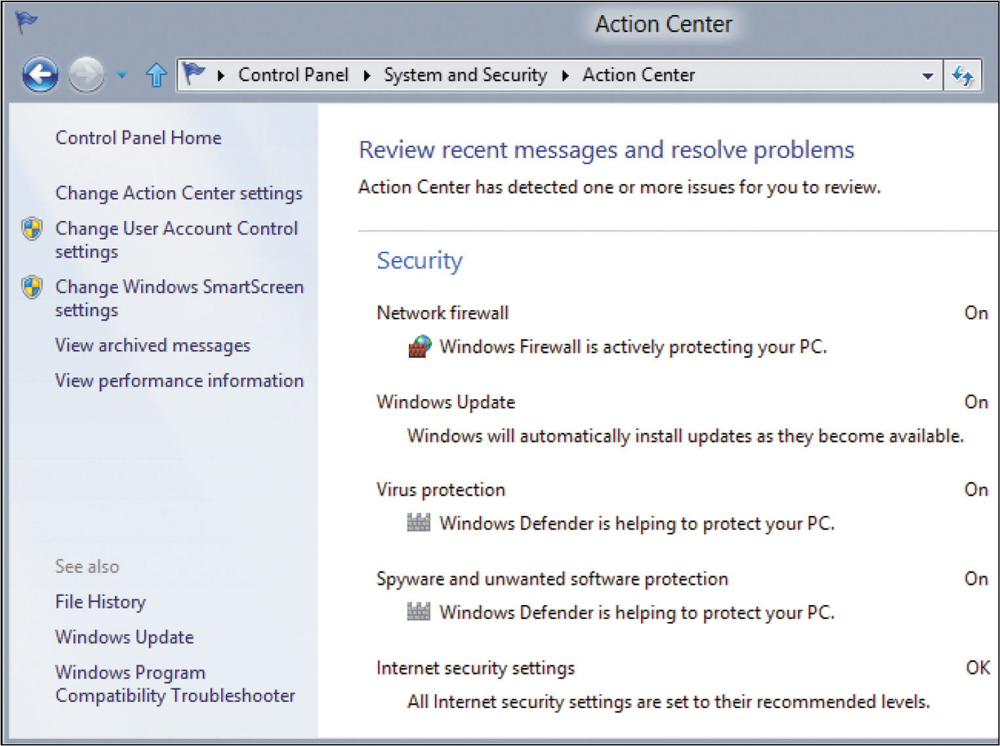 Action Center
Control Panel System and Security Action Center
Control Panel Home
Change Action Center settings
Change User Account Control
settings
Change Windows SmartScreen
settings
View archived messages
View performance information
See also
File History
Windows Update
Windows Program
Compatibility Troubleshooter
Review recent messages and resolve problems
Action Center has detected one or more issues for you to review.
Security
Network firewall On
Windows Firewall is actively protecting your PC.
Windows Update On
Windows will automatically install updates as they become available.
Virus protection On
Windows Defender is helping to protect your PC.
Spyware and unwanted software protection On
Windows Defender is helping to protect your PC.
Internet security settings OK
All Internet security settings are set to their recommended levels.